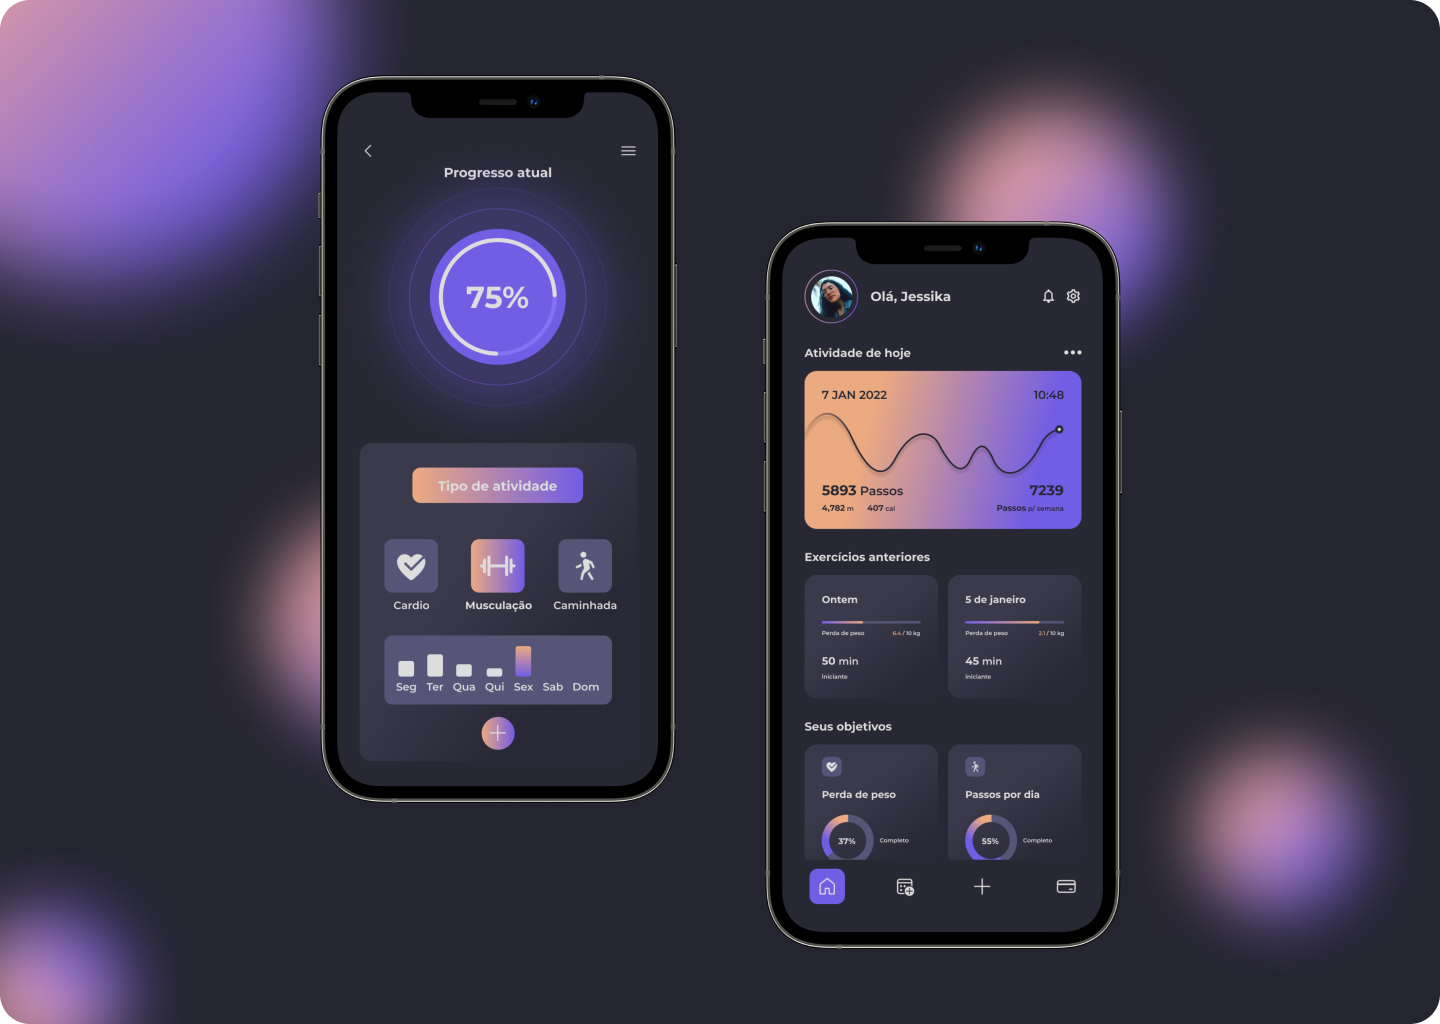 Progresso atual
75%
Tipo de atividade
Cardio
Musculação
Caminhada
Seg Ter Qua Qui Sex Sab Dom
Olá, Jessika
Atividade de hoje
7 JAN 2022
10:48
5893 Passos
7239
4,782 m
407 cal
Passos p/ semana
Exercícios anteriores
Ontem
Perda de peso
6.4 / 10 kg
50 min
iniciante
5 de janeiro
Perda de peso
2.1 / 10 kg
45 min
iniciante
Seus objetivos
Perda de peso
37%
Completo
Passos por dia
55%
Completo